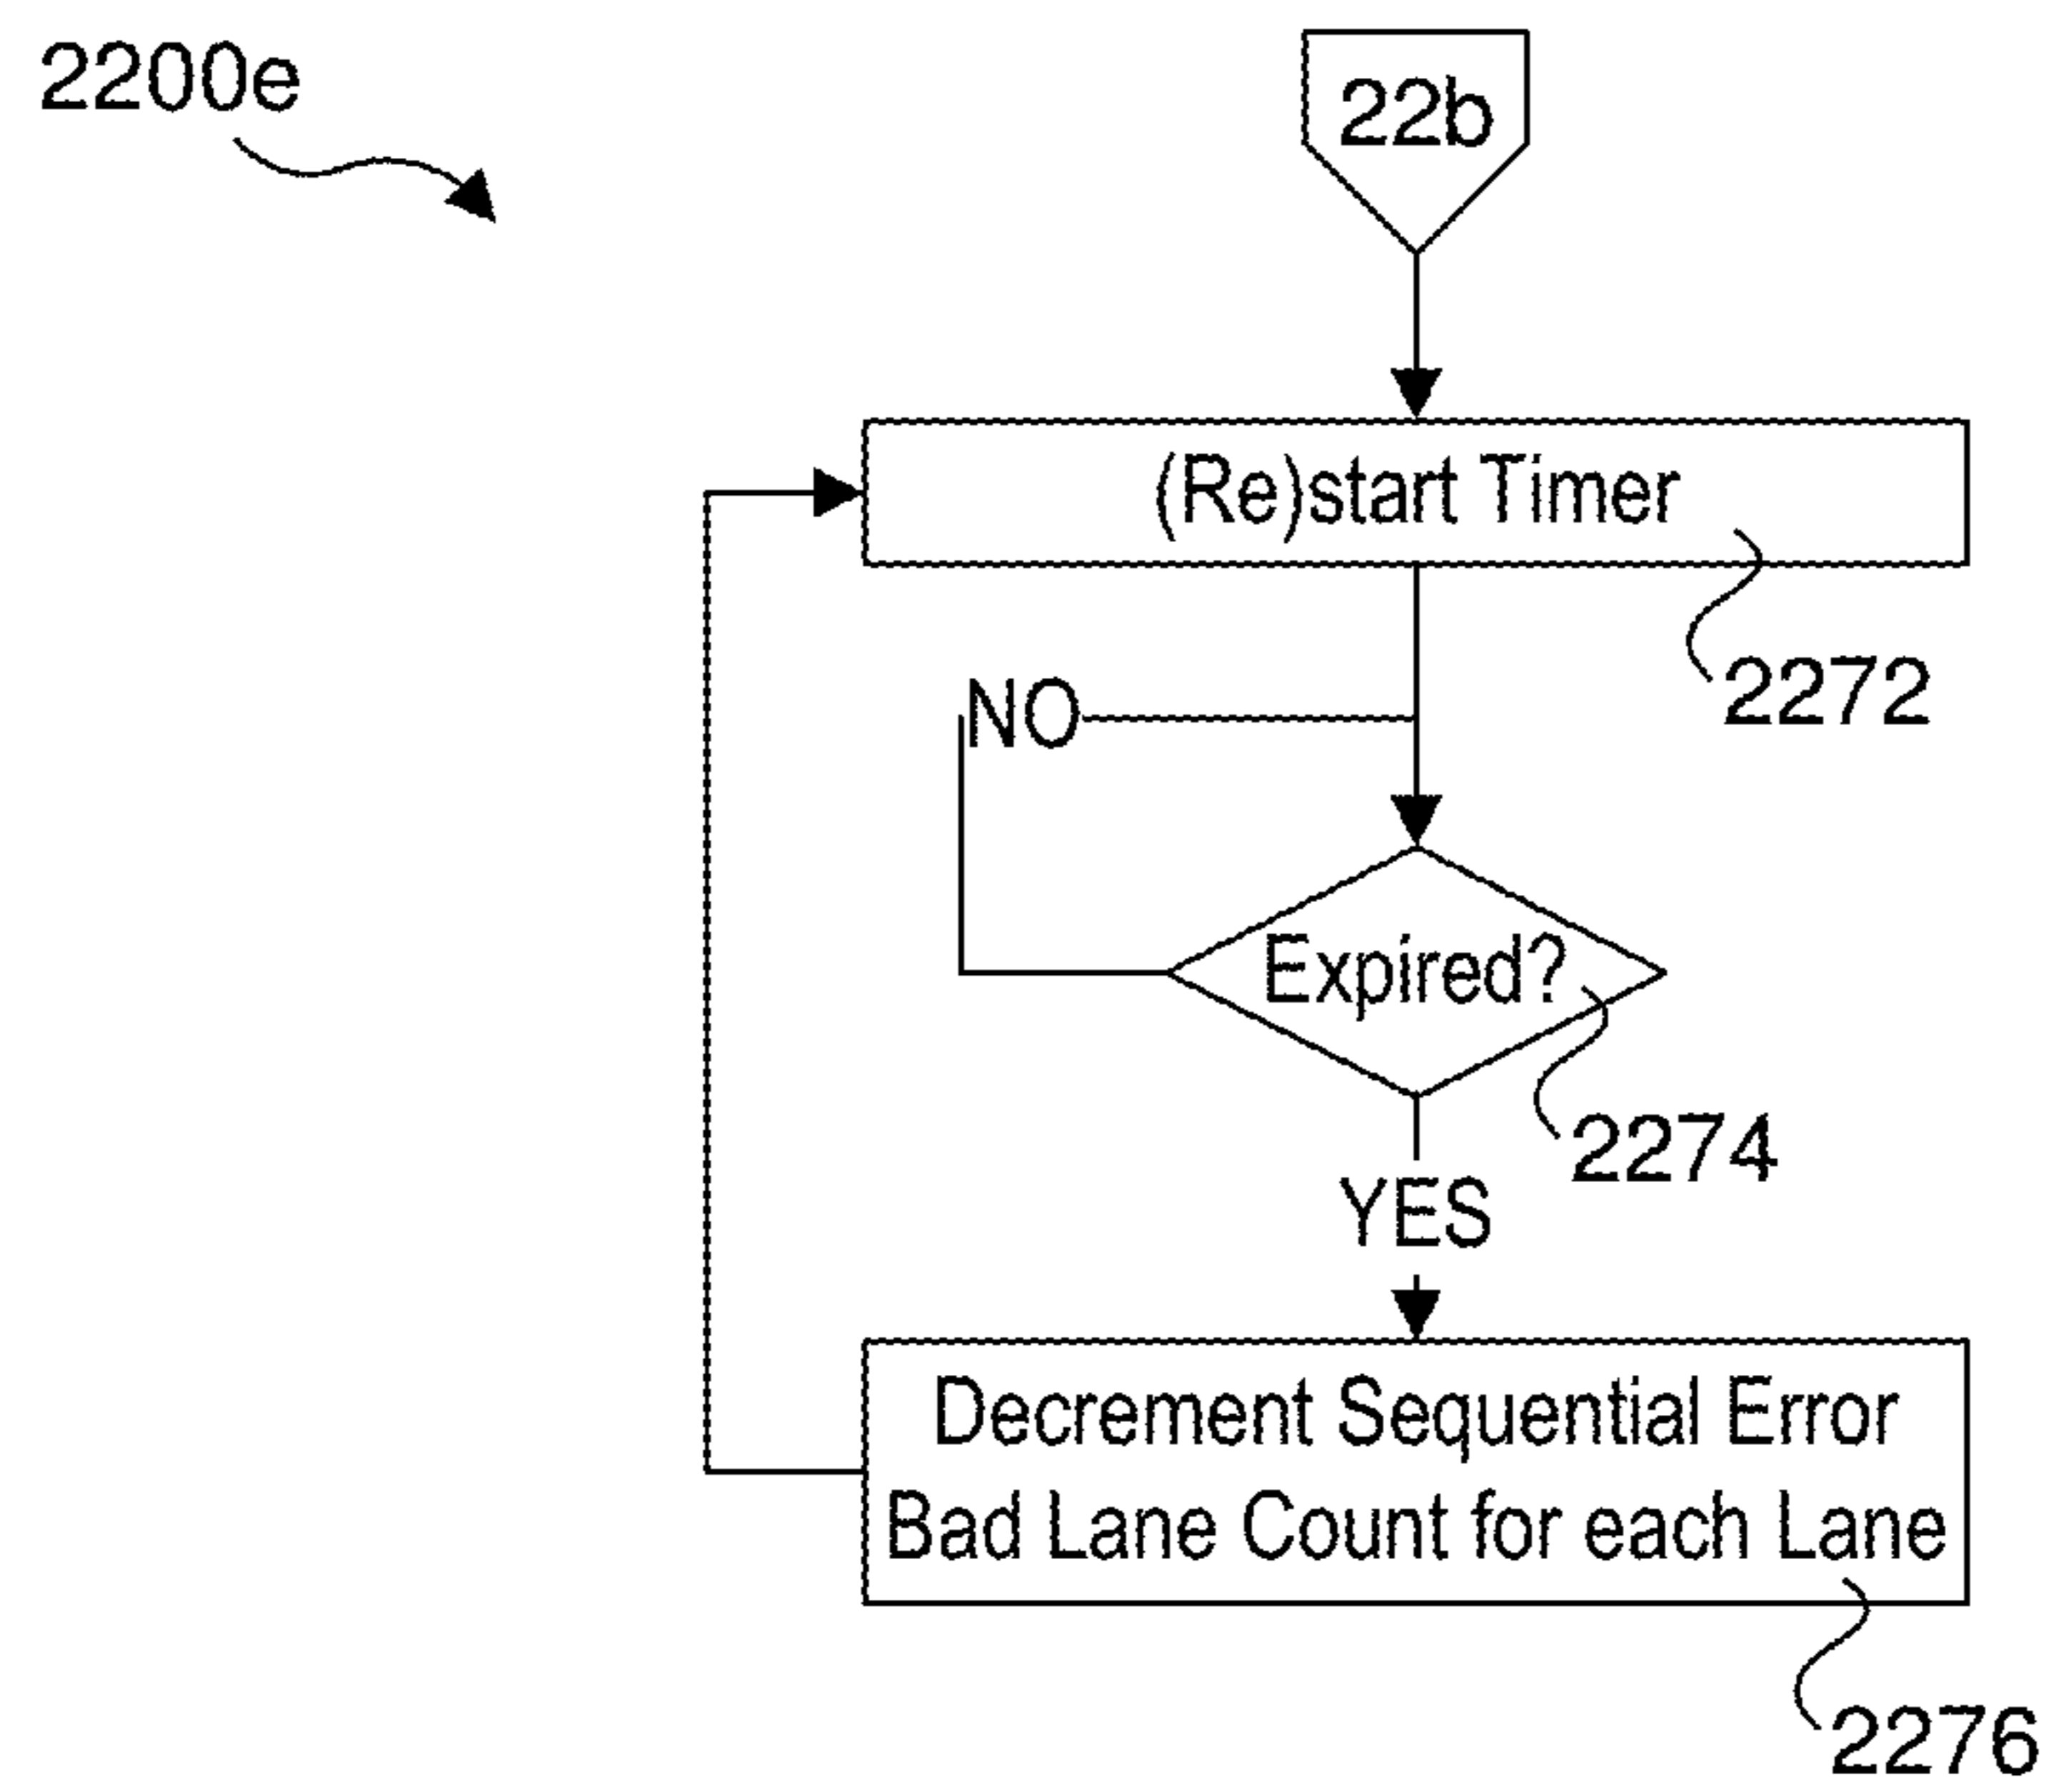 2200e
22b
(Re)start Timer
2272
NO
Expired?
2274
YES
Decrement Sequential Error
Bad Lane Count for each Lane
2276